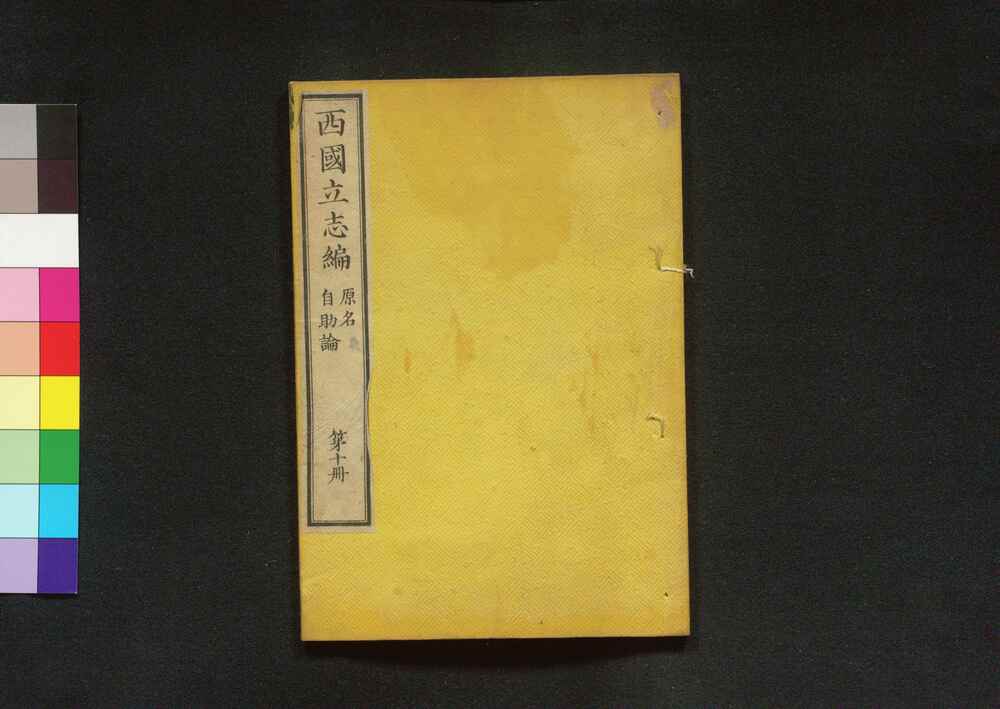 西國立志編
原名
自助論
第十冊